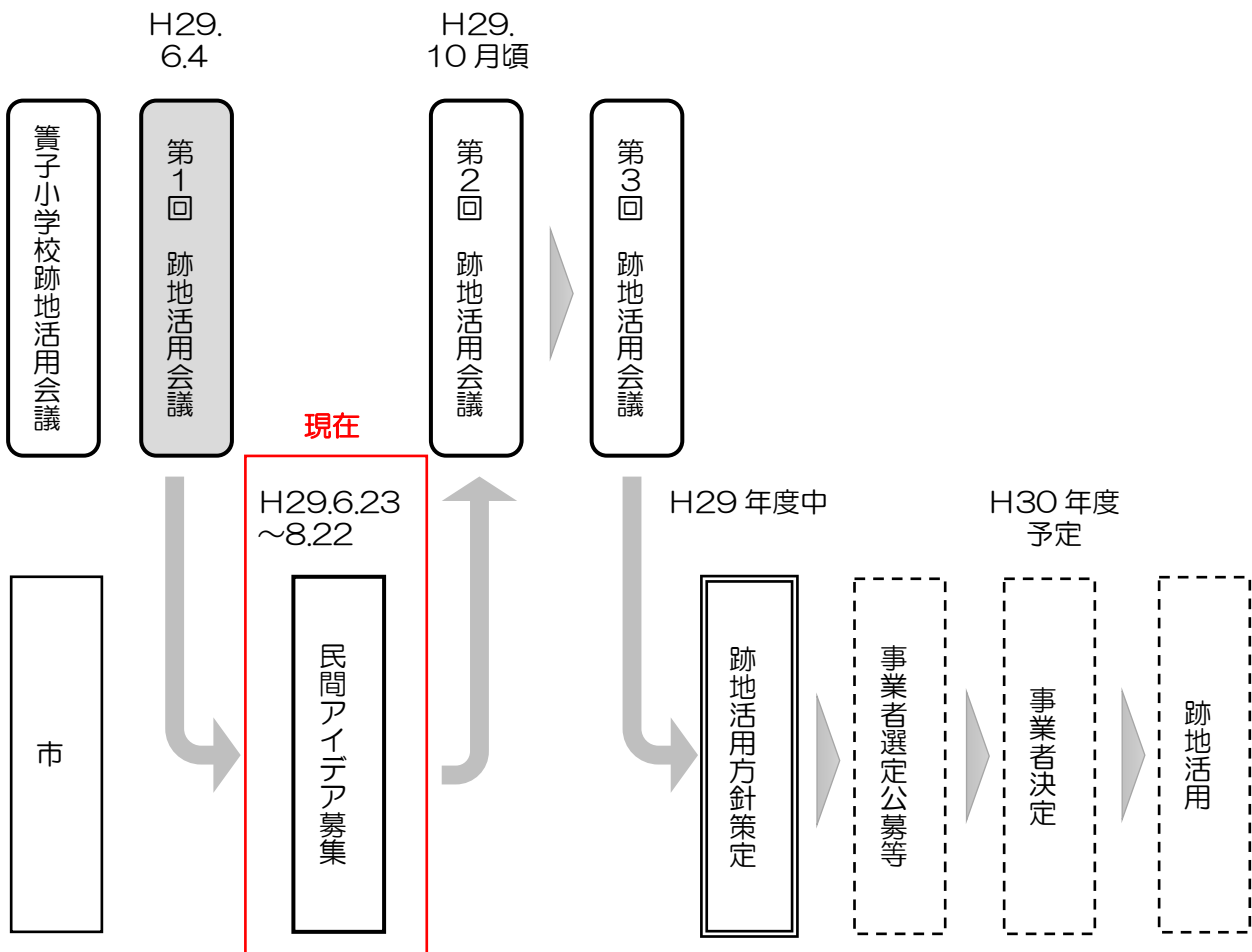 H29.
6.4
H29.
10月頃
簀子小学校跡地活用会議
第1回 跡地活用会議
第2回 跡地活用会議
第3回 跡地活用会議
現在
H29.6.23
～8.22
H29年度中
H30年度
予定
市
民間アイデア募集
跡地活用方針策定
事業者選定公募等
事業者決定
跡地活用